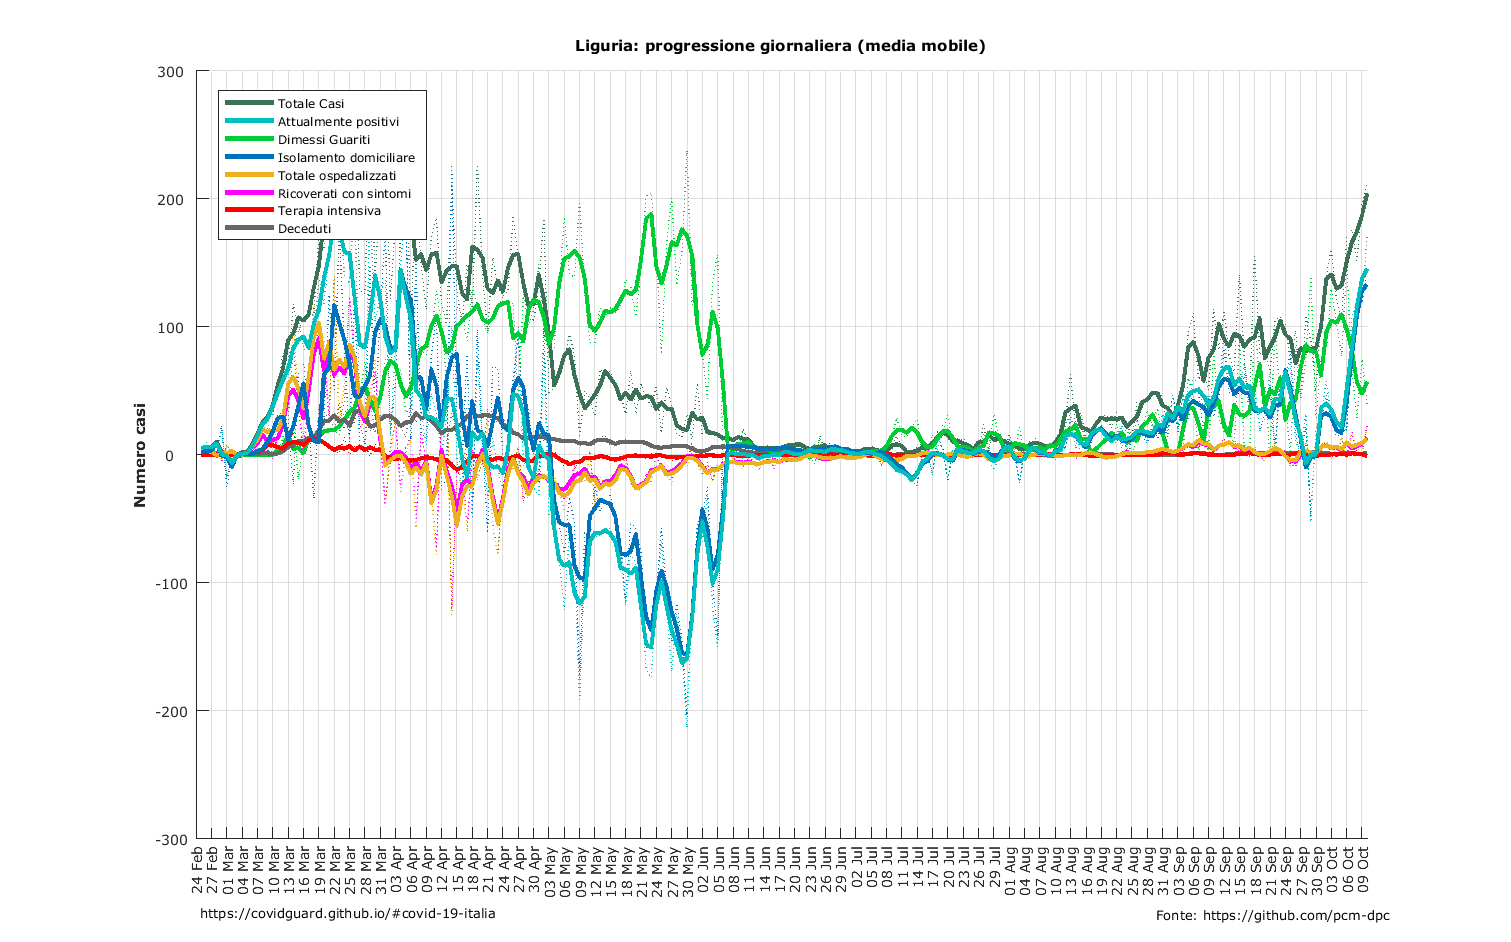 Liguria: progressione giornaliera (media mobile)
300
200
100
0
-100
-200
-300
Numero casi
Totale Casi
Attualmente positivi
Dimessi Guariti
Isolamento domiciliare
Totale ospedalizzati
Ricoverati con sintomi
Terapia intensiva
Deceduti
24 Feb
27 Feb
01 Mar
04 Mar
07 Mar
10 Mar
13 Mar
16 Mar
19 Mar
22 Mar
25 Mar
28 Mar
31 Mar
03 Apr
06 Apr
09 Apr
12 Apr
15 Apr
18 Apr
21 Apr
24 Apr
27 Apr
30 Apr
03 May
06 May
09 May
12 May
15 May
18 May
21 May
24 May
27 May
30 May
02 Jun
05 Jun
08 Jun
11 Jun
14 Jun
17 Jun
20 Jun
23 Jun
26 Jun
29 Jun
02 Jul
05 Jul
08 Jul
11 Jul
14 Jul
17 Jul
20 Jul
23 Jul
26 Jul
29 Jul
01 Aug
04 Aug
07 Aug
10 Aug
13 Aug
16 Aug
19 Aug
22 Aug
25 Aug
28 Aug
31 Aug
03 Sep
06 Sep
09 Sep
12 Sep
15 Sep
18 Sep
21 Sep
24 Sep
27 Sep
30 Sep
03 Oct
06 Oct
09 Oct
https://covidguard.github.io/#covid-19-italia
Fonte: https://github.com/pcm-dpc